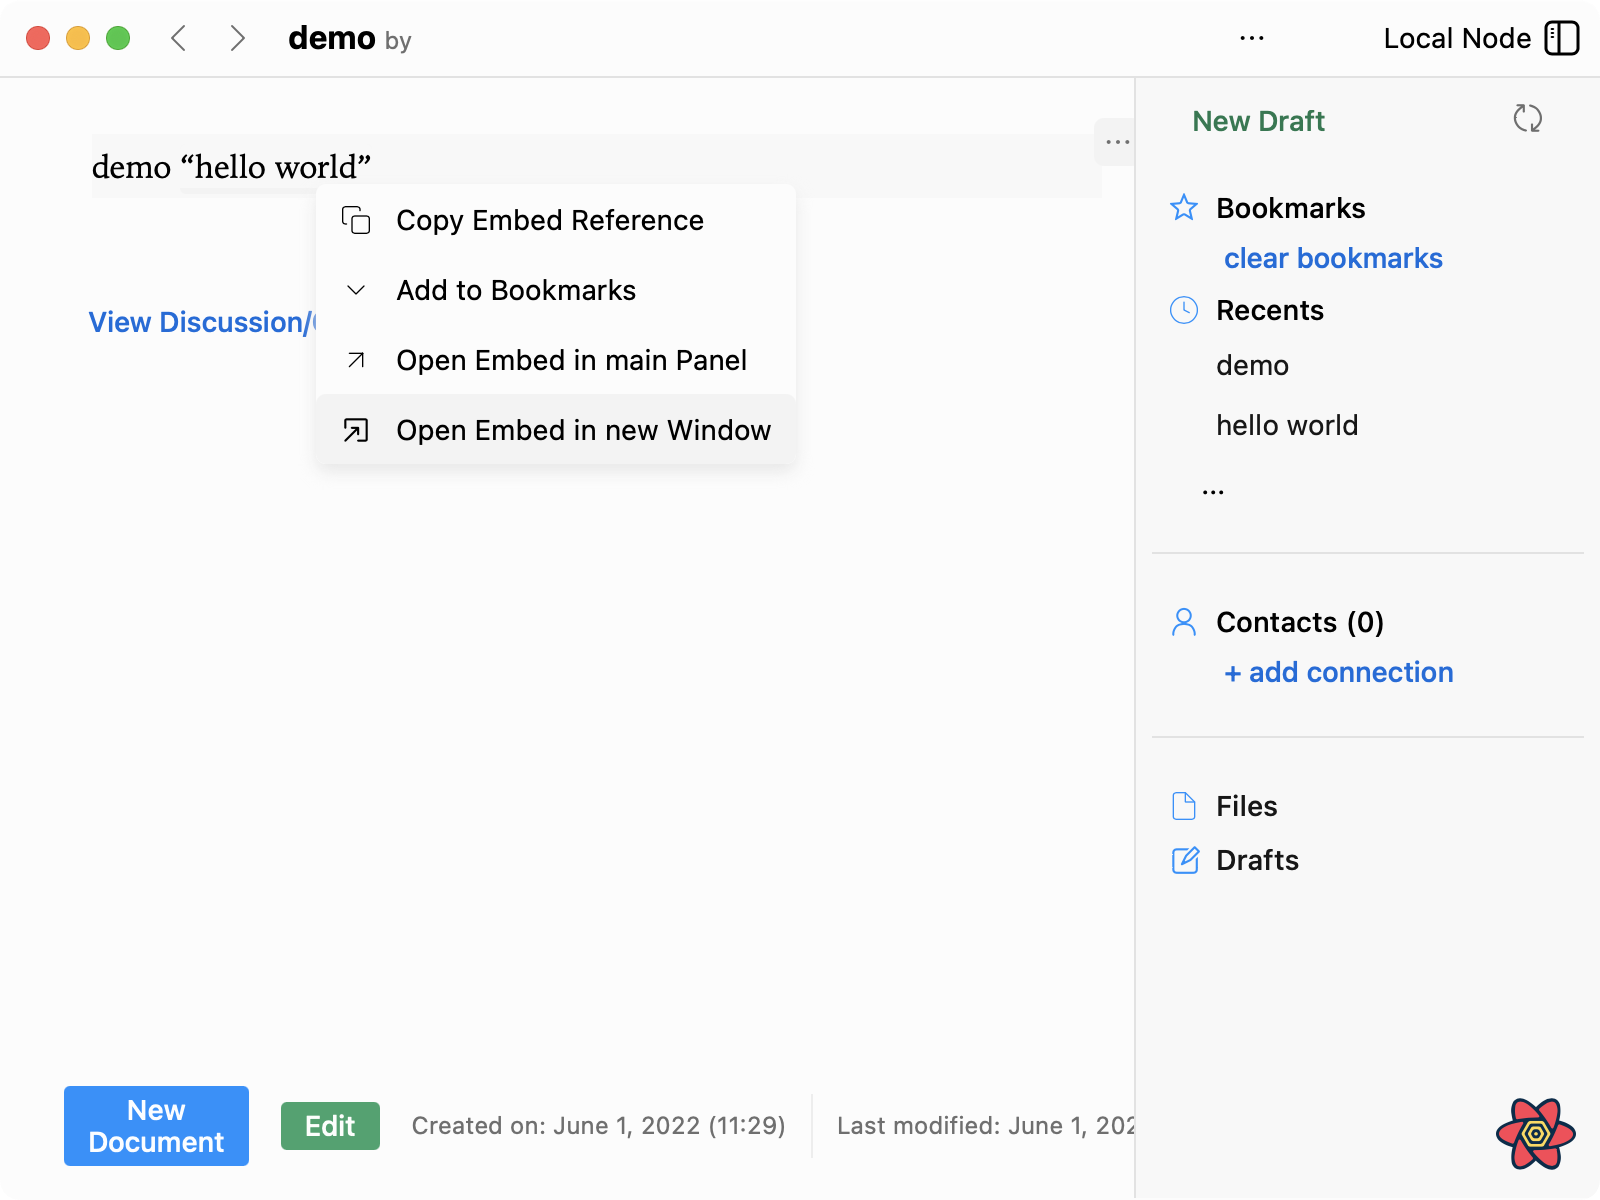 demo by
...
Local Node
demo “hello world”
...
Copy Embed Reference
Add to Bookmarks
Open Embed in main Panel
Open Embed in new Window
View Discussion/
New Document
Edit
Created on: June 1, 2022 (11:29)
Last modified: June 1, 202
New Draft
Bookmarks
clear bookmarks
Recents
demo
hello world
...
Contacts (0)
+ add connection
Files
Drafts